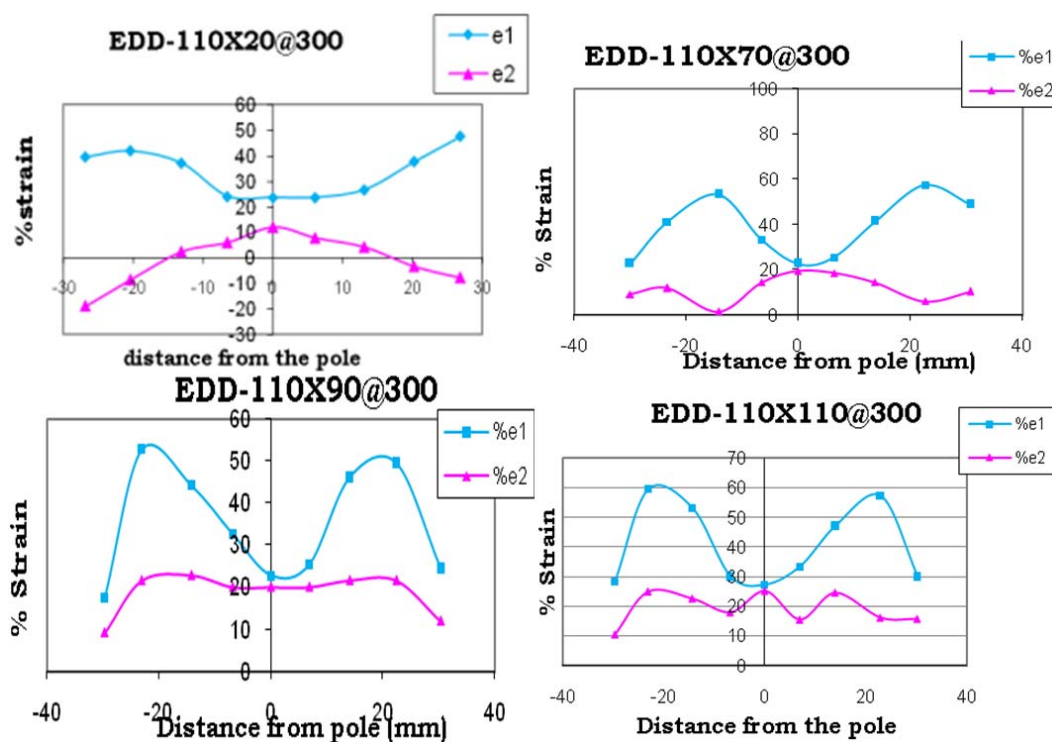 EDD-110X20@300
e1
e2
%strain
60
50
40
30
20
10
0
-10
-20
-30
-30
-20
-10
0
10
20
30
distance from the pole
EDD-110X70@300
%e1
%e2
% Strain
100
80
60
40
20
0
-40
-20
0
20
40
Distance from pole (mm)
EDD-110X90@300
%e1
%e2
% Strain
60
50
40
30
20
10
0
-40
-20
0
20
40
Distance from pole (mm)
EDD-110X110@300
%e1
%e2
% Strain
70
60
50
40
30
20
10
0
-40
-20
0
20
40
Distance from the pole